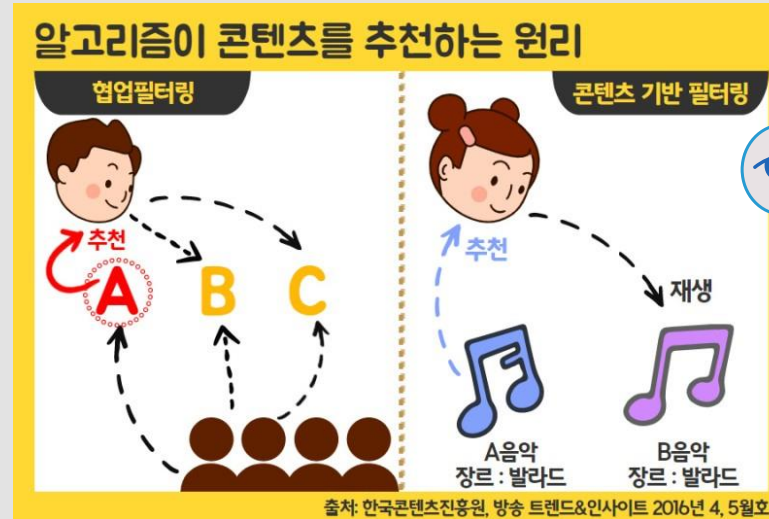 알고리즘이 콘텐츠를 추천하는 원리
협업필터링
추천
A
B
C
콘텐츠 기반 필터링
추천
재생
A음악
장르 : 발라드
B음악
장르 : 발라드
출처: 한국콘텐츠진흥원, 방송 트렌드&인사이트 2016년 4, 5월호